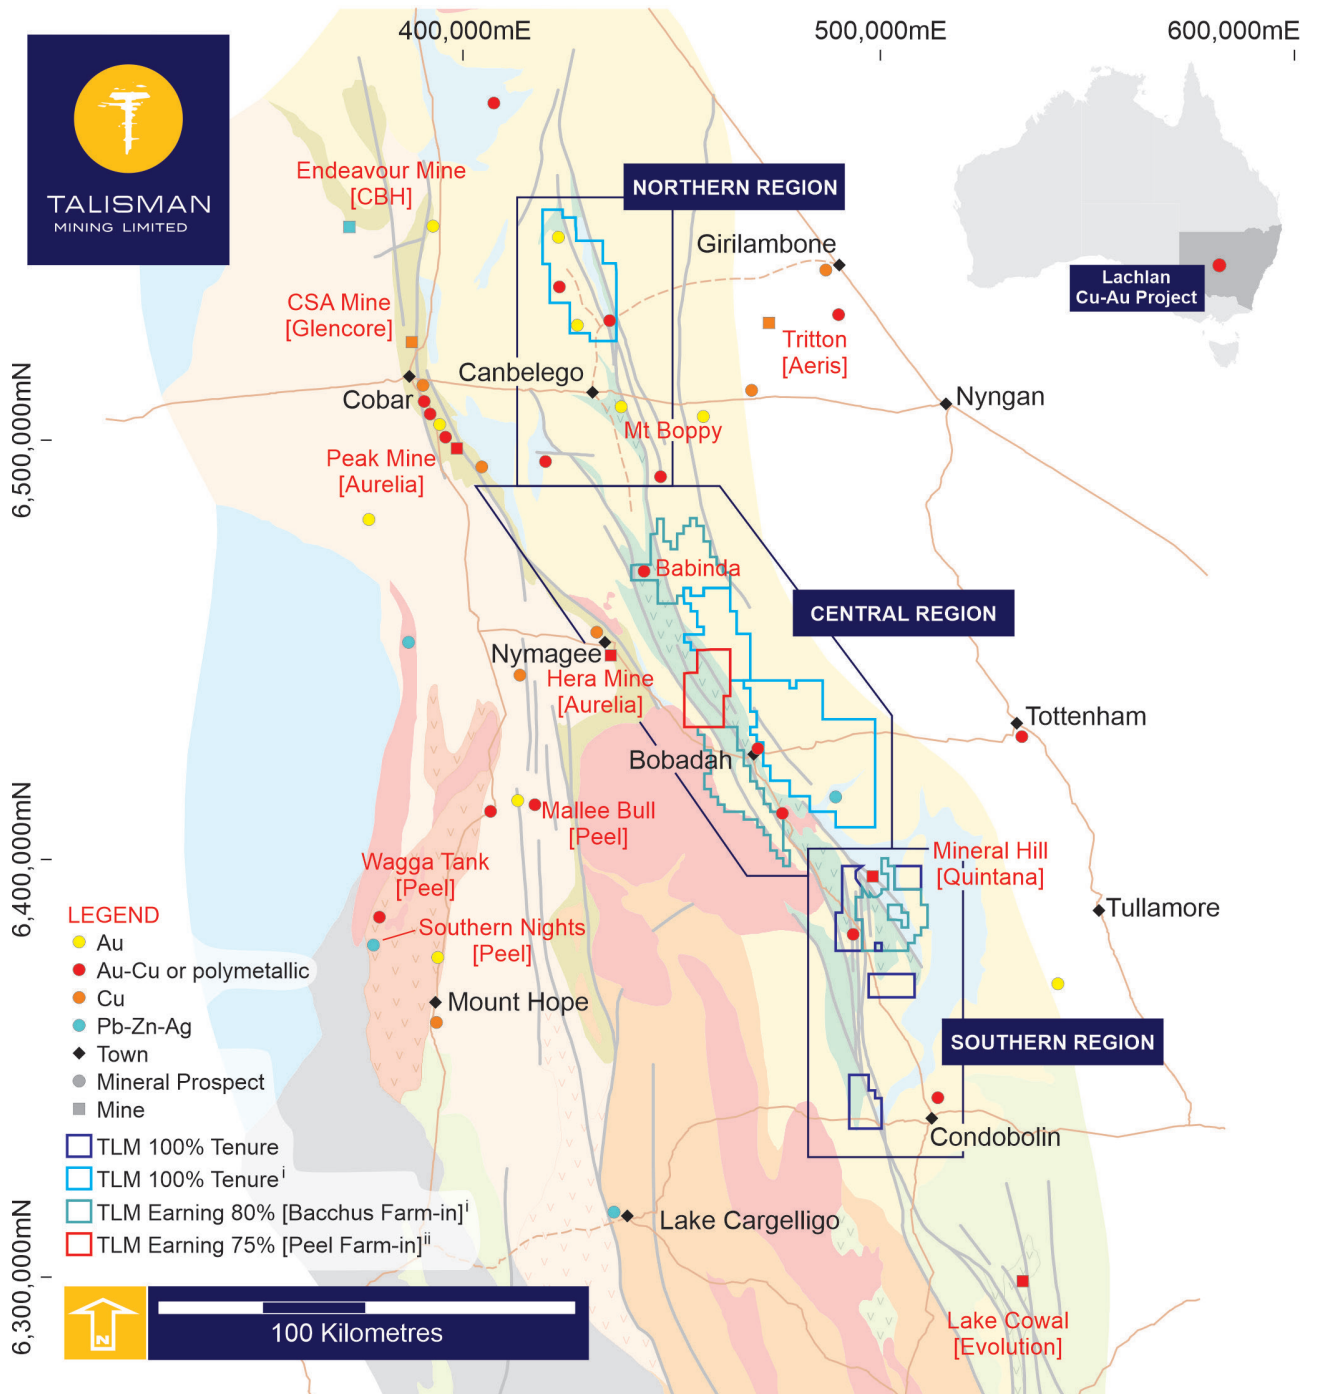 400,000mE
500,000mE
600,000mE
TALISMAN
MINING LIMITED
Endeavour Mine
[CBH]
NORTHERN REGION
Girilambone
Lachlan
Cu-Au Project
CSA Mine
[Glencore]
Tritton
[Aeris]
Canbelego
Cobar
Nyngan
6,500,000mN
Mt Boppy
Peak Mine
[Aurelia]
Babinda
CENTRAL REGION
Nymagee
Hera Mine
[Aurelia]
Tottenham
Bobadah
6,400,000mN
Mallee Bull
[Peel]
Mineral Hill
[Quintana]
Wagga Tank
[Peel]
Tullamore
Southern Nights
[Peel]
Mount Hope
SOUTHERN REGION
LEGEND
Au
Au-Cu or polymetallic
Cu
Pb-Zn-Ag
Town
Mineral Prospect
Mine
TLM 100% Tenure
TLM 100% Tenure i
TLM Earning 80% [Bacchus Farm-in] i
TLM Earning 75% [Peel Farm-in] ii
Condobolin
Lake Cargelligo
6,300,000mN
Lake Cowal
[Evolution]
N
100 Kilometres